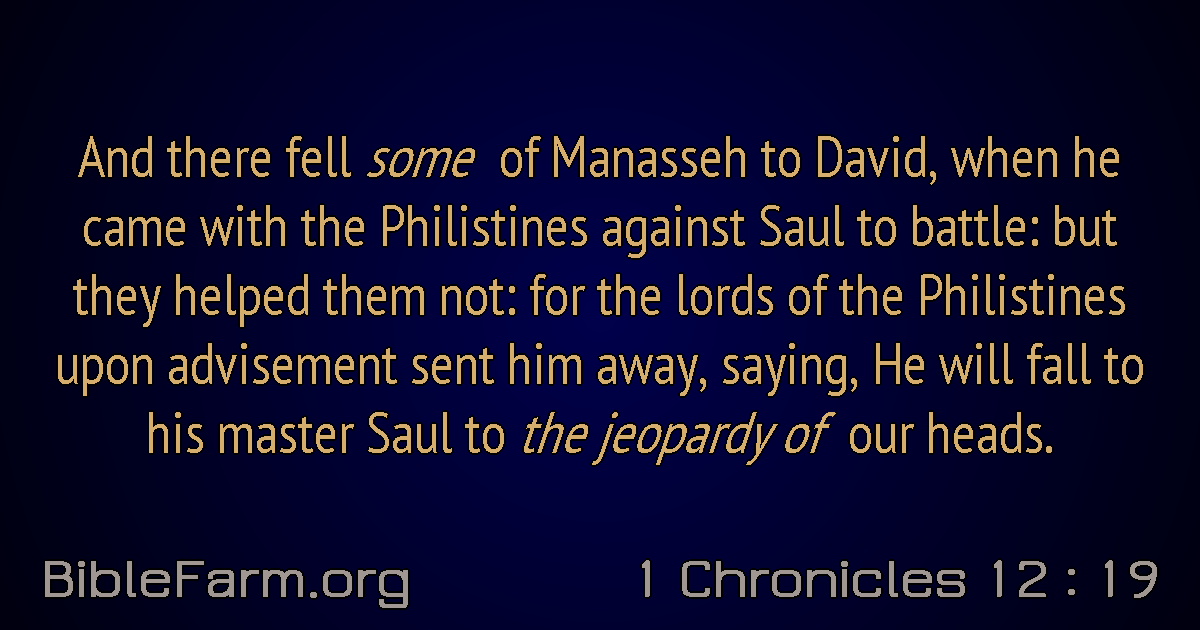 And there fell some of Manasseh to David, when he
came with the Philistines against Saul to battle: but
they helped them not: for the lords of the Philistines
upon advisement sent him away, saying, He will fall to
his master Saul to the jeopardy of our heads.
BibleFarm.org
1 Chronicles 12 : 19